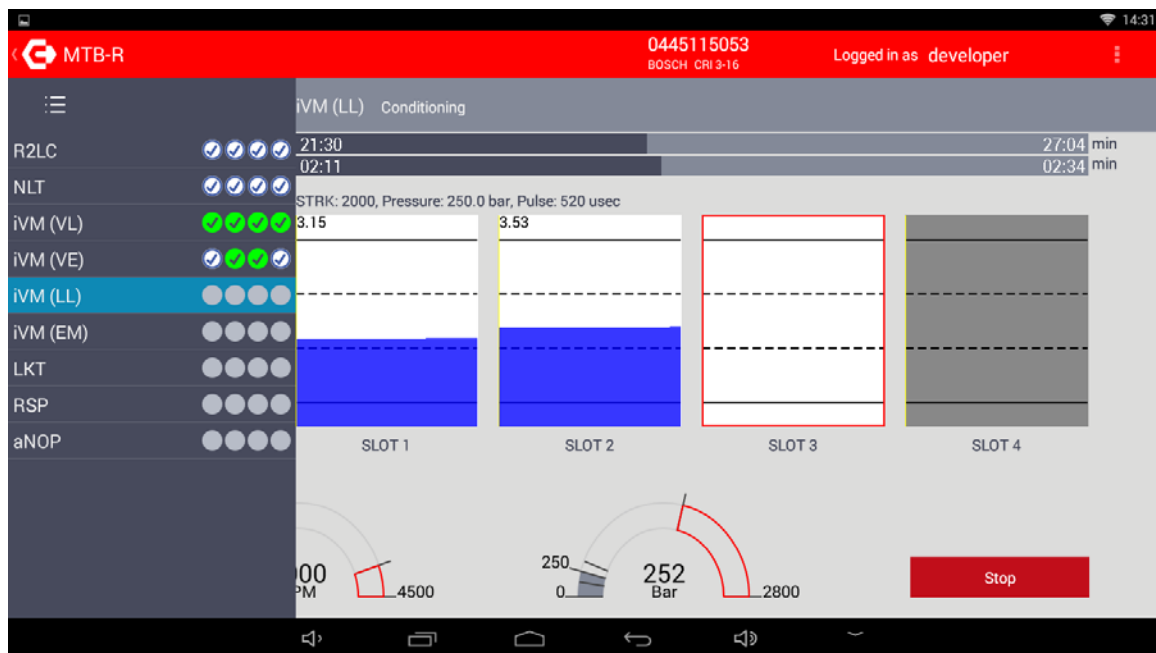 14:31
MTB-R
0445115053
BOSCH CRI 3-16
Logged in as developer
iVM (LL) Conditioning
R2LC
NLT
iVM (VL)
iVM (VE)
iVM (LL)
iVM (EM)
LKT
RSP
aNOP
21:30 27:04 min
02:11 02:34 min
STRK: 2000, Pressure: 250.0 bar, Pulse: 520 usec
3.15 3.53
SLOT 1 SLOT 2 SLOT 3 SLOT 4
4500
250
0
252
Bar
2800
Stop